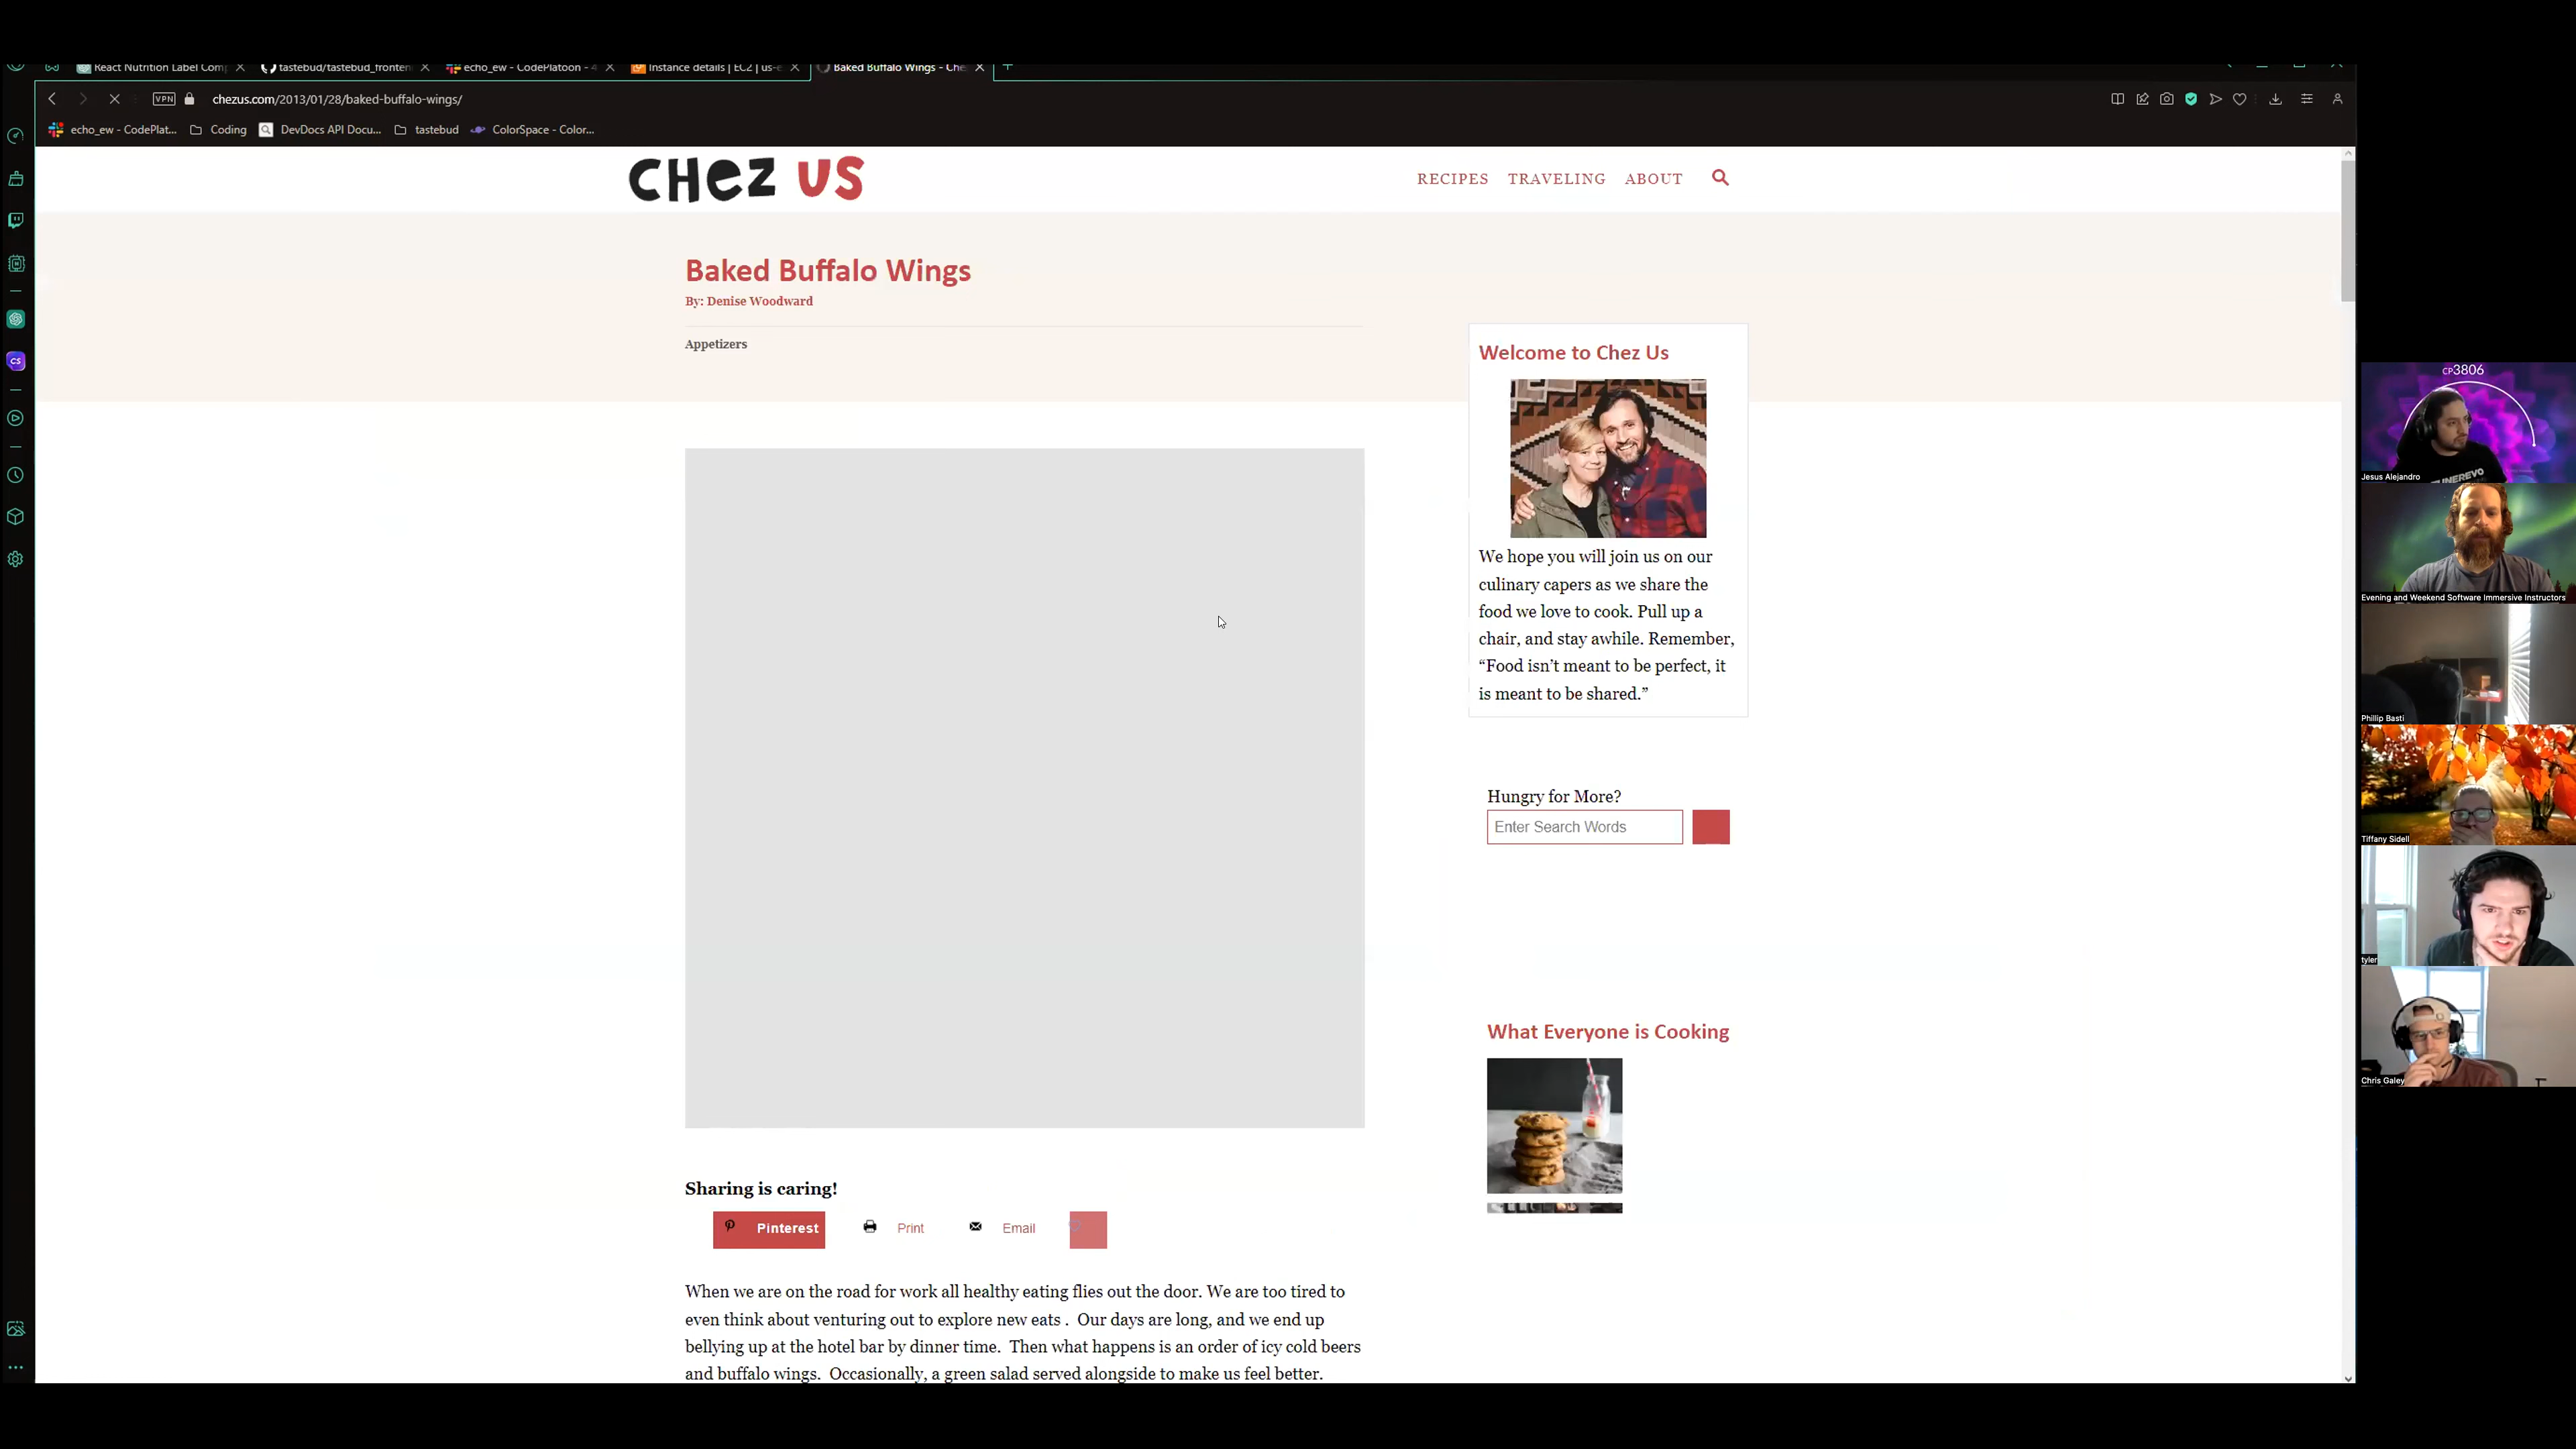 React Nutrition Label Comp
tastebud/tastebud_fronten
echo_ew - CodePlatoon - 4
Instance details | EC2 | us-e
Baked Buffalo Wings - Che
VPN
chezus.com/2013/01/28/baked-buffalo-wings/
echo_ew - CodePlat...
Coding
DevDocs API Docu...
tastebud
ColorSpace - Color...
CHEZ US
RECIPES
TRAVELING
ABOUT
Baked Buffalo Wings
By: Denise Woodward
Appetizers
Welcome to Chez Us
We hope you will join us on our
culinary capers as we share the
food we love to cook. Pull up a
chair, and stay awhile. Remember,
“Food isn’t meant to be perfect, it
is meant to be shared.”
Hungry for More?
Enter Search Words
What Everyone is Cooking
Sharing is caring!
Pinterest
Print
Email
When we are on the road for work all healthy eating flies out the door. We are too tired to
even think about venturing out to explore new eats .  Our days are long, and we end up
bellying up at the hotel bar by dinner time.  Then what happens is an order of icy cold beers
and buffalo wings.  Occasionally, a green salad served alongside to make us feel better.
CS
CP3806
Jesus Alejandro
Evening and Weekend Software Immersive Instructors
Phillip Basti
Tiffany Sidell
tyler
Chris Galey